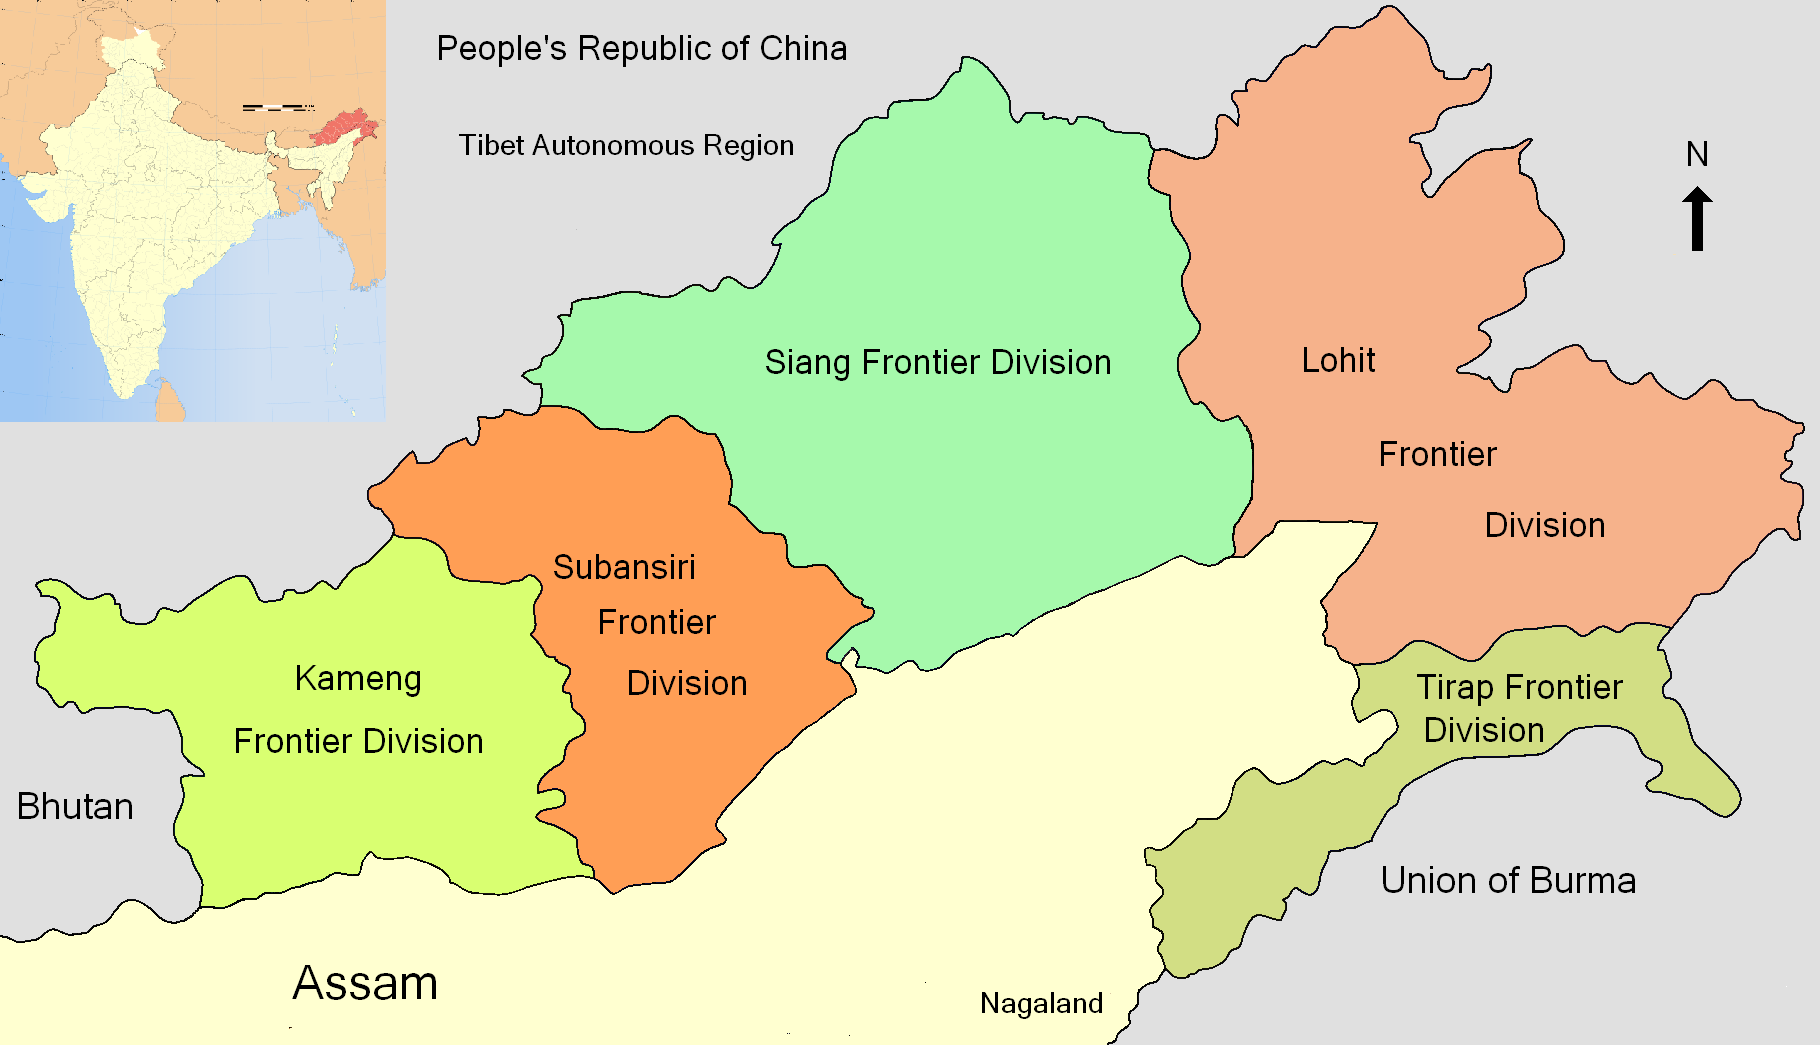 People's Republic of China
Tibet Autonomous Region
N
Siang Frontier Division
Lohit
Frontier
Division
Subansiri
Frontier
Division
Kameng
Frontier Division
Tirap Frontier
Division
Bhutan
Union of Burma
Assam
Nagaland